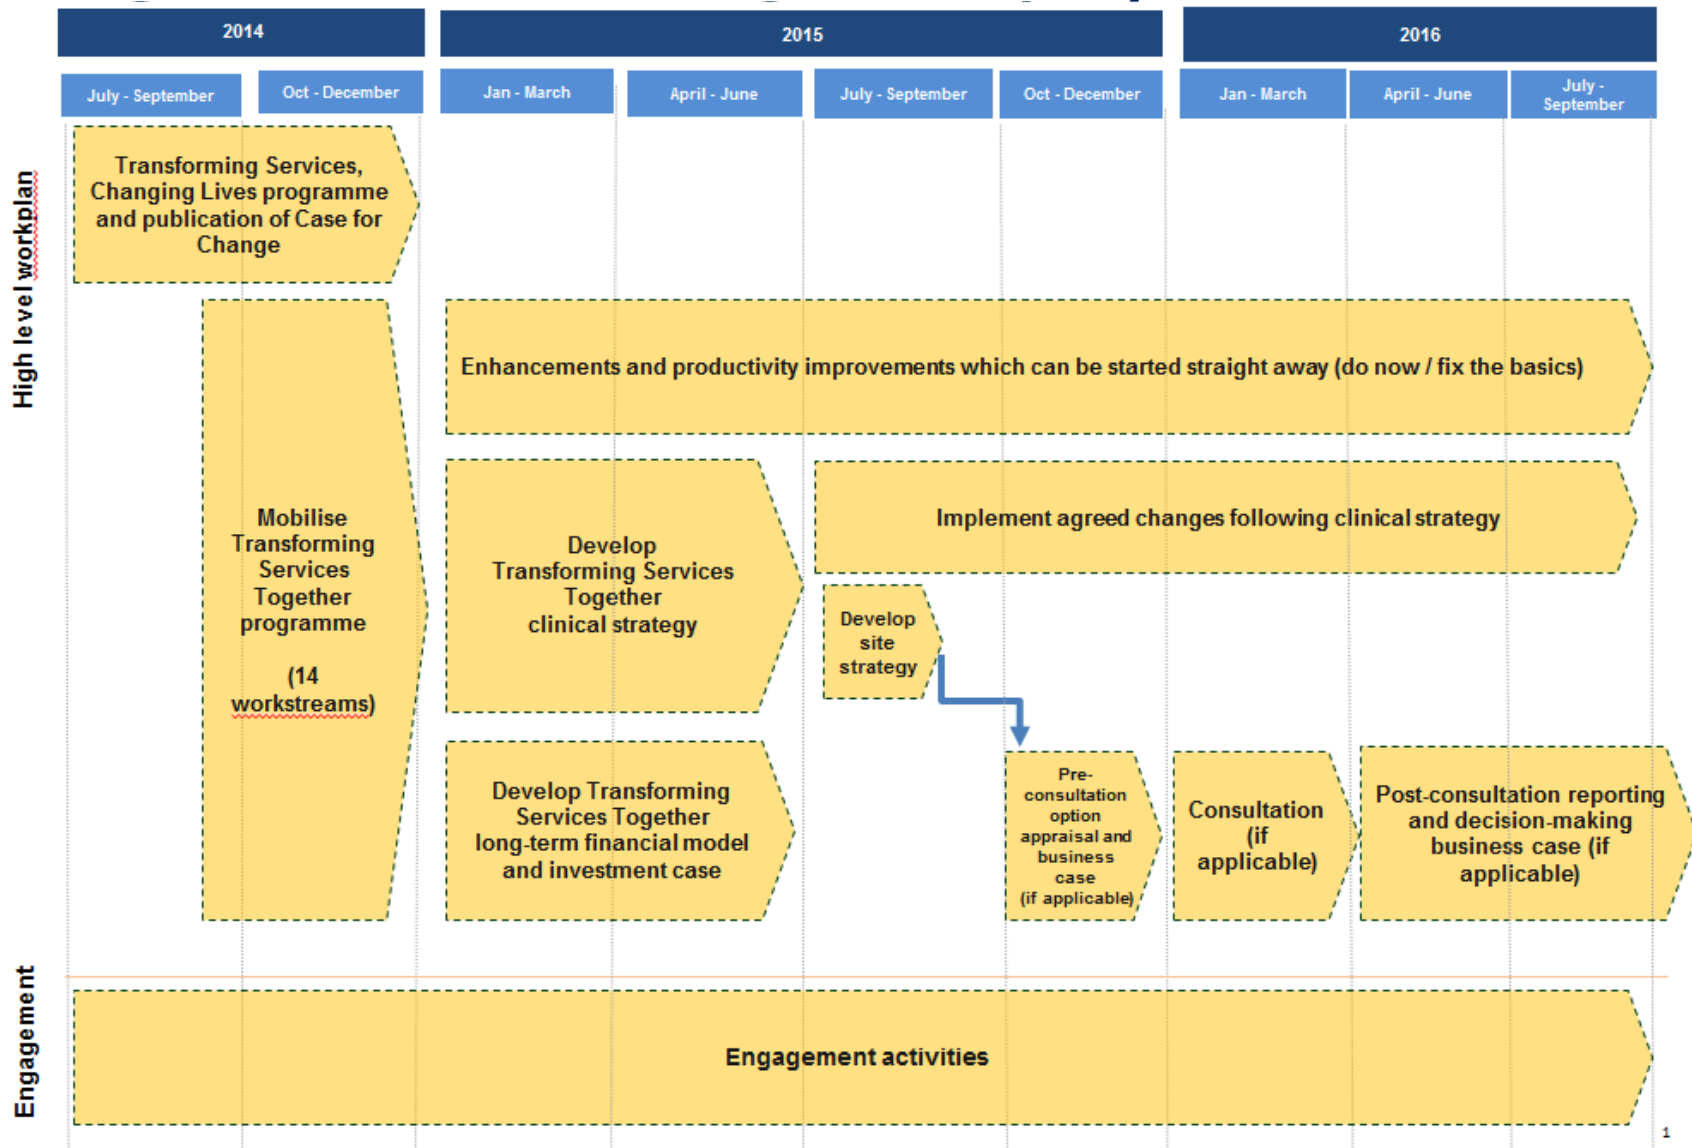 2014
2015
2016
July - September
Oct - December
Jan - March
April - June
July - September
Oct - December
Jan - March
April - June
July -
September
High level workplan
Transforming Services,
Changing Lives programme
and publication of Case for
Change
Enhancements and productivity improvements which can be started straight away (do now / fix the basics)
Mobilise
Transforming
Services
Together
programme
(14
workstreams)
Develop
Transforming Services
Together
clinical strategy
Implement agreed changes following clinical strategy
Develop
site
strategy
Develop Transforming
Services Together
long-term financial model
and investment case
Pre-
consultation
option
appraisal and
business
case
(if applicable)
Consultation
(if
applicable)
Post-consultation reporting
and decision-making
business case (if
applicable)
Engagement
Engagement activities
1